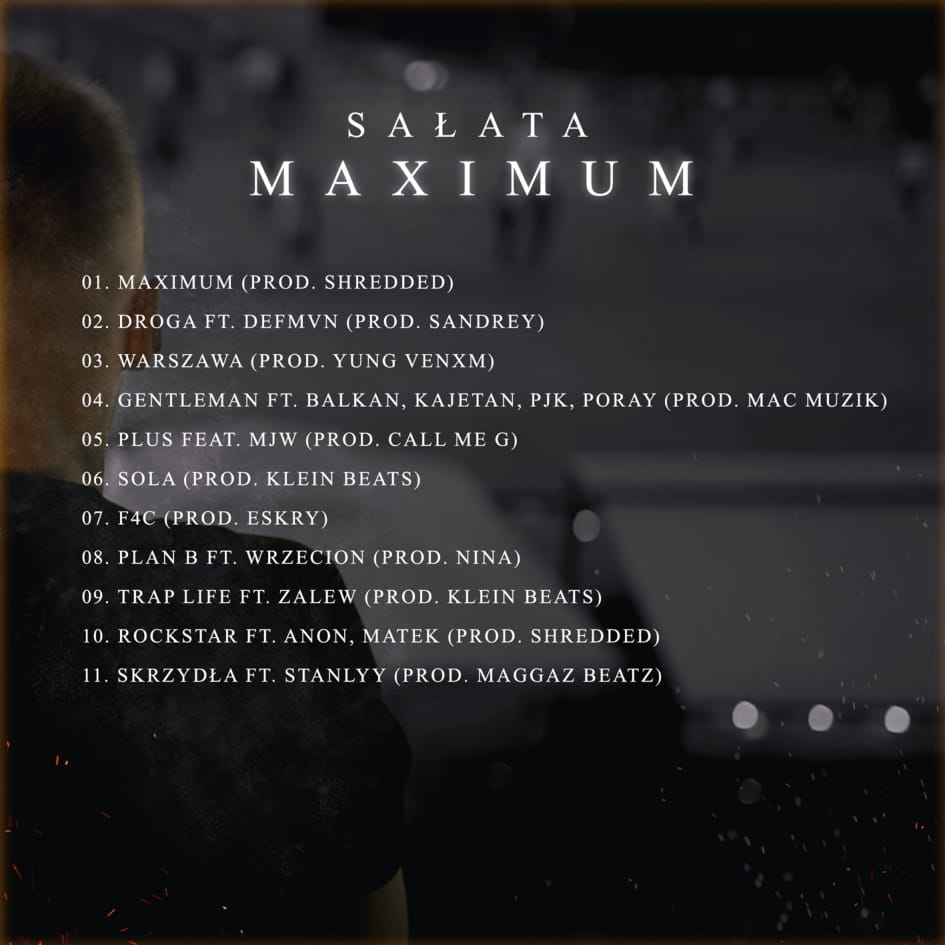 SAŁATA
MAXIMUM
01. MAXIMUM (PROD. SHREDDED)
02. DROGA FT. DEFMVN (PROD. SANDREY)
03. WARSZAWA (PROD. YUNG VENXM)
04. GENTLEMAN FT. BALKAN, KAJETAN, PJK, PORAY (PROD. MAC MUZIK)
05. PLUS FEAT. MJW (PROD. CALL ME G)
06. SOLA (PROD. KLEIN BEATS)
07. F4C (PROD. ESKRY)
08. PLAN B FT. WRZECION (PROD. NINA)
09. TRAP LIFE FT. ZALEW (PROD. KLEIN BEATS)
10. ROCKSTAR FT. ANON, MATEK (PROD. SHREDDED)
11. SKRZYDŁA FT. STANLYY (PROD. MAGGAZ BEATZ)